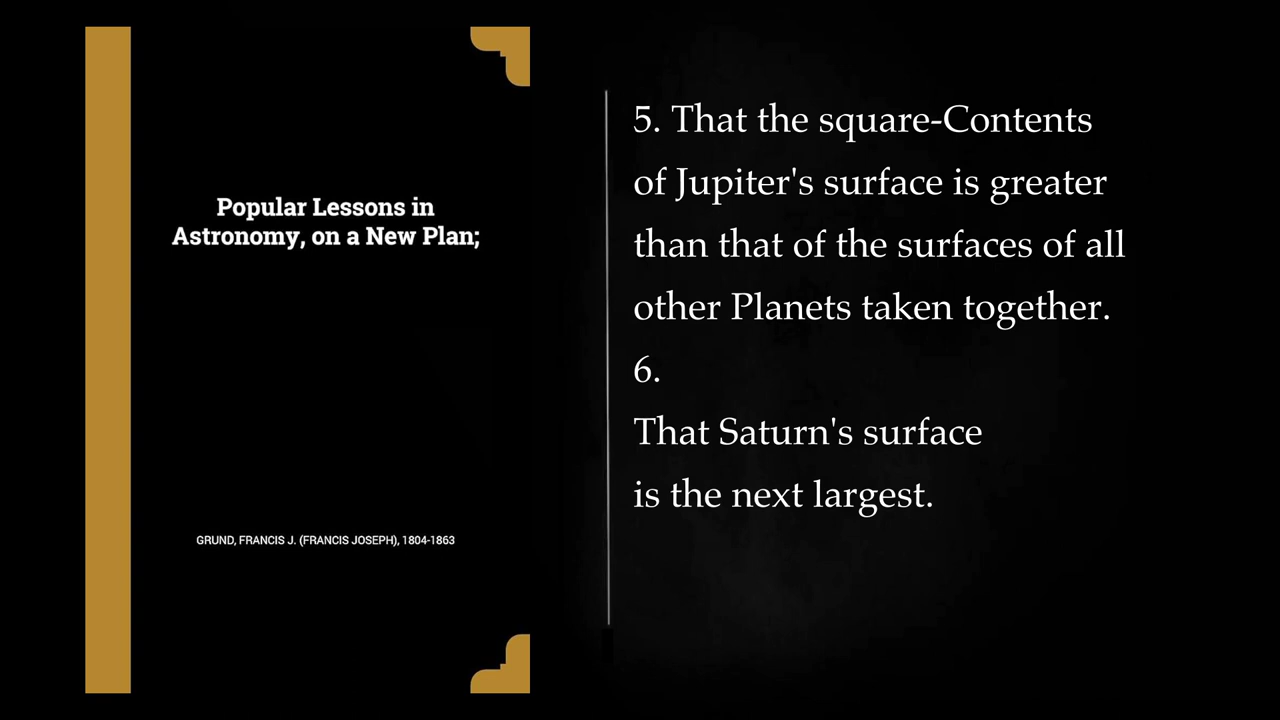 Popular Lessons in
Astronomy, on a New Plan;
GRUND, FRANCIS J. (FRANCIS JOSEPH), 1804-1863
5. That the square-Contents
of Jupiter's surface is greater
than that of the surfaces of all
other Planets taken together.
6.
That Saturn's surface
is the next largest.